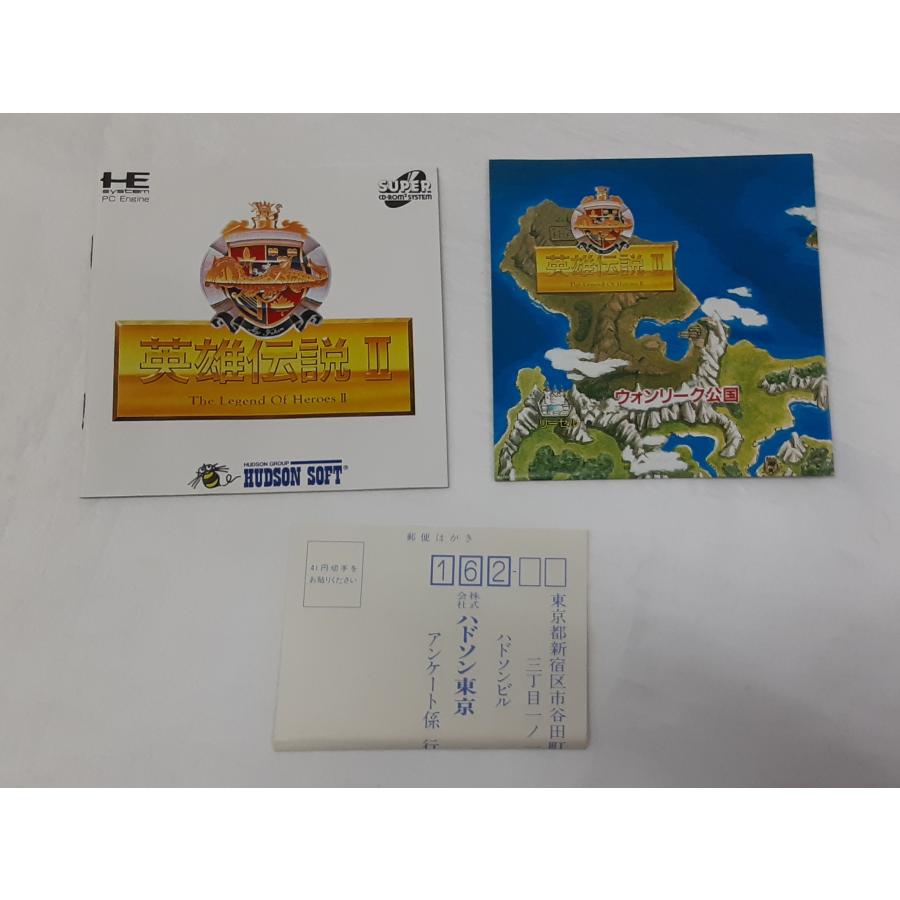 HE
system
PC Engine
SUPER
CD-ROM² SYSTEM
英雄伝説 II
The Legend Of Heroes II
HUDSON GROUP
HUDSON SOFT®
英雄伝説 II
The Legend Of Heroes II
ウォンリーク公国
リーゼル
郵便はがき
41円切手を
お貼りください
162-
東京都新宿区市谷田町
三丁目一ノ一
ハドソンビル
株式会社ハドソン東京
アンケート係 行